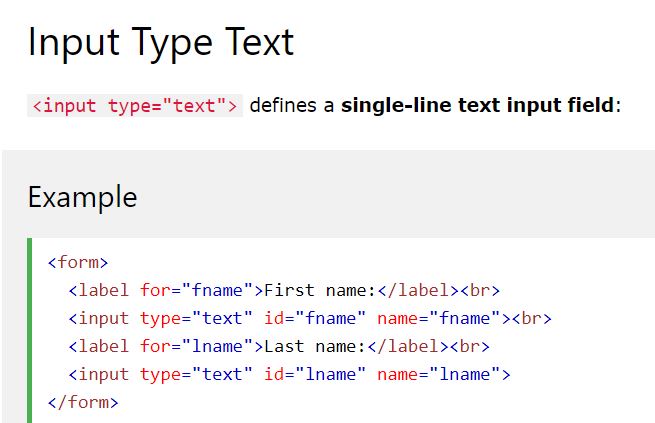 Input Type Text
<input type="text"> defines a single-line text input field:
Example
<form>
  <label for="fname">First name:</label><br>
  <input type="text" id="fname" name="fname"><br>
  <label for="lname">Last name:</label><br>
  <input type="text" id="lname" name="lname">
</form>